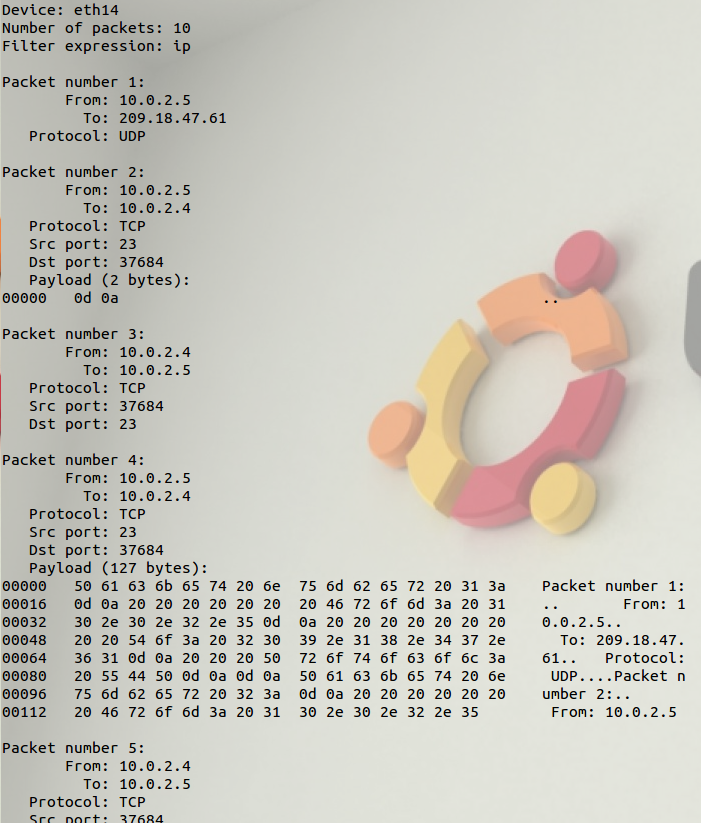 Device: eth14
Number of packets: 10
Filter expression: ip

Packet number 1:
       From: 10.0.2.5
         To: 209.18.47.61
   Protocol: UDP

Packet number 2:
       From: 10.0.2.5
         To: 10.0.2.4
   Protocol: TCP
   Src port: 23
   Dst port: 37684
   Payload (2 bytes):
00000   0d 0a                                               ..

Packet number 3:
       From: 10.0.2.4
         To: 10.0.2.5
   Protocol: TCP
   Src port: 37684
   Dst port: 23

Packet number 4:
       From: 10.0.2.5
         To: 10.0.2.4
   Protocol: TCP
   Src port: 23
   Dst port: 37684
   Payload (127 bytes):
00000   50 61 63 6b 65 74 20 6e  75 6d 62 65 72 20 31 3a    Packet number 1:
00016   0d 0a 20 20 20 20 20 20  20 46 72 6f 6d 3a 20 31    ..       From: 1
00032   30 2e 30 2e 32 2e 35 0d  0a 20 20 20 20 20 20 20    0.0.2.5..
00048   20 20 54 6f 3a 20 32 30  39 2e 31 38 2e 34 37 2e      To: 209.18.47.
00064   36 31 0d 0a 20 20 20 50  72 6f 74 6f 63 6f 6c 3a    61..   Protocol:
00080   20 55 44 50 0d 0a 0d 0a  50 61 63 6b 65 74 20 6e     UDP....Packet n
00096   75 6d 62 65 72 20 32 3a  0d 0a 20 20 20 20 20 20    umber 2:..
00112   20 46 72 6f 6d 3a 20 31  30 2e 30 2e 32 2e 35        From: 10.0.2.5

Packet number 5:
       From: 10.0.2.4
         To: 10.0.2.5
   Protocol: TCP
   Src port: 37684